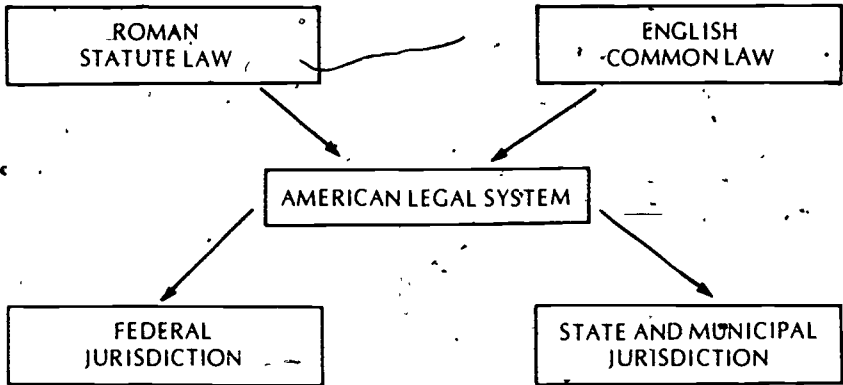 ROMAN
STATUTE LAW
ENGLISH
COMMON LAW
AMERICAN LEGAL SYSTEM
FEDERAL
JURISDICTION
STATE AND MUNICIPAL
JURISDICTION